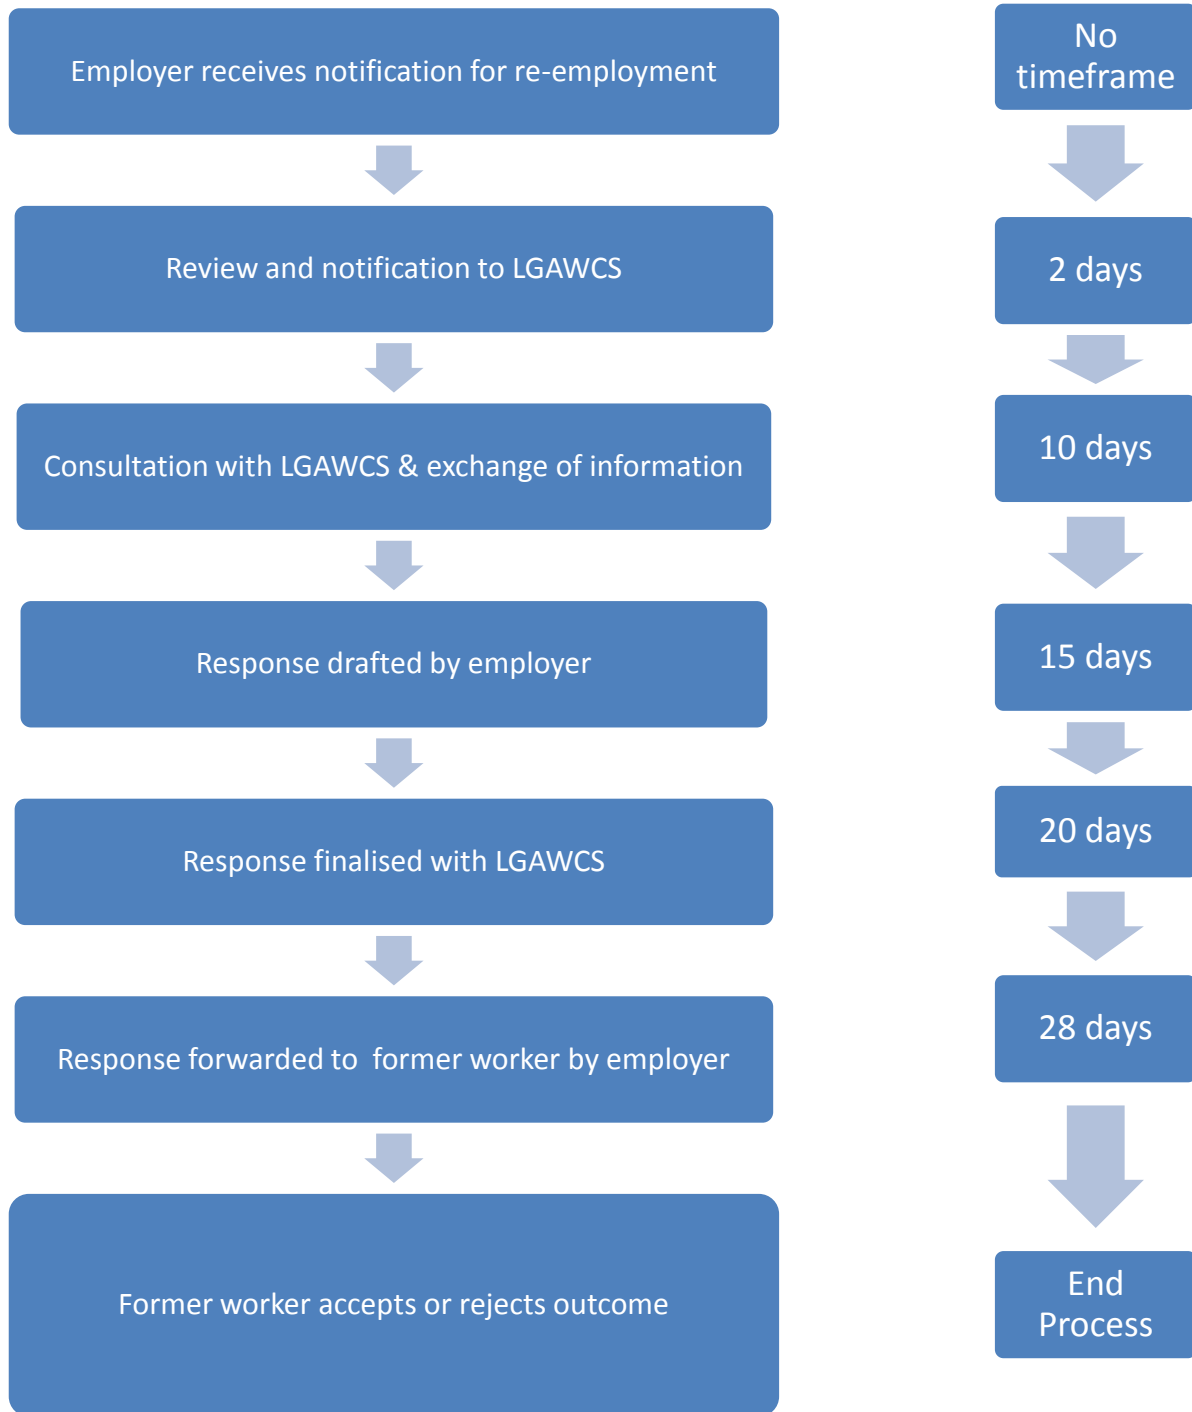 Employer receives notification for re-employment
No
timeframe
Review and notification to LGAWCS
2 days
Consultation with LGAWCS & exchange of information
10 days
Response drafted by employer
15 days
Response finalised with LGAWCS
20 days
Response forwarded to  former worker by employer
28 days
Former worker accepts or rejects outcome
End
Process